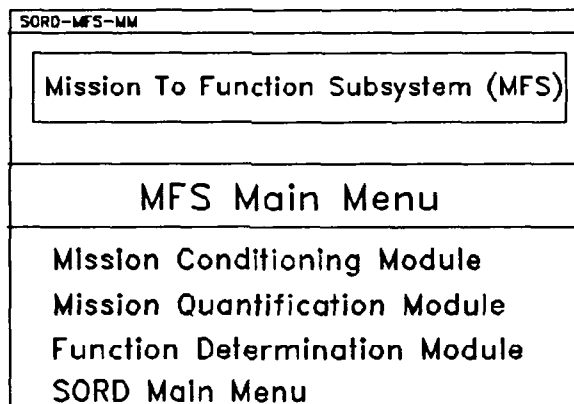 SORD-MFS-MM
Mission To Function Subsystem (MFS)
MFS Main Menu
Mission Conditioning Module
Mission Quantification Module
Function Determination Module
SORD Main Menu